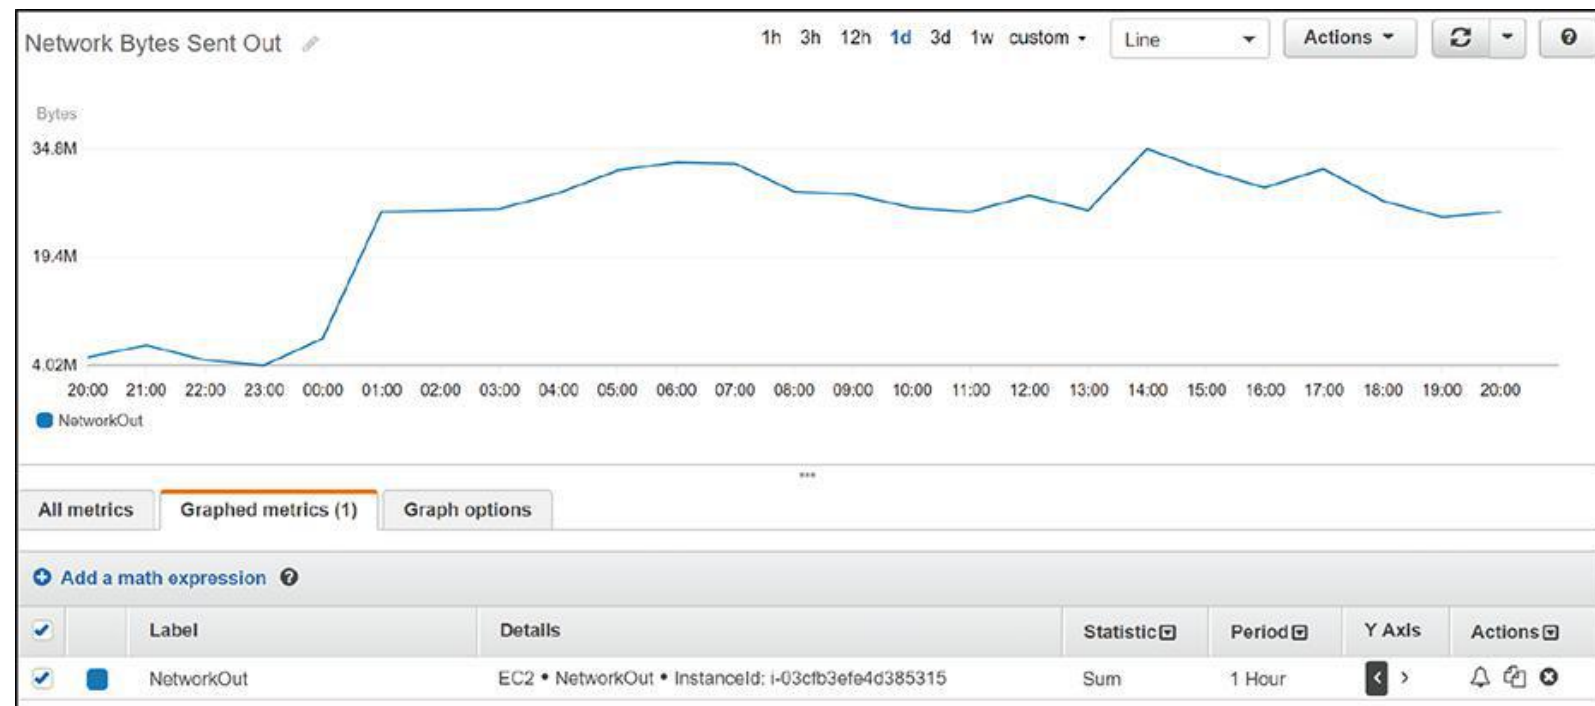 Network Bytes Sent Out
1h 3h 12h 1d 3d 1w custom
Line
Actions
Bytes
34.8M
19.4M
4.02M
20:00 21:00 22:00 23:00 00:00 01:00 02:00 03:00 04:00 05:00 06:00 07:00 08:00 09:00 10:00 11:00 12:00 13:00 14:00 15:00 16:00 17:00 18:00 19:00 20:00
NetworkOut
All metrics Graphed metrics (1) Graph options
Add a math expression
Label Details Statistic Period Y Axis Actions
NetworkOut EC2 • NetworkOut • InstanceId: i-03cfb3efe4d385315 Sum 1 Hour